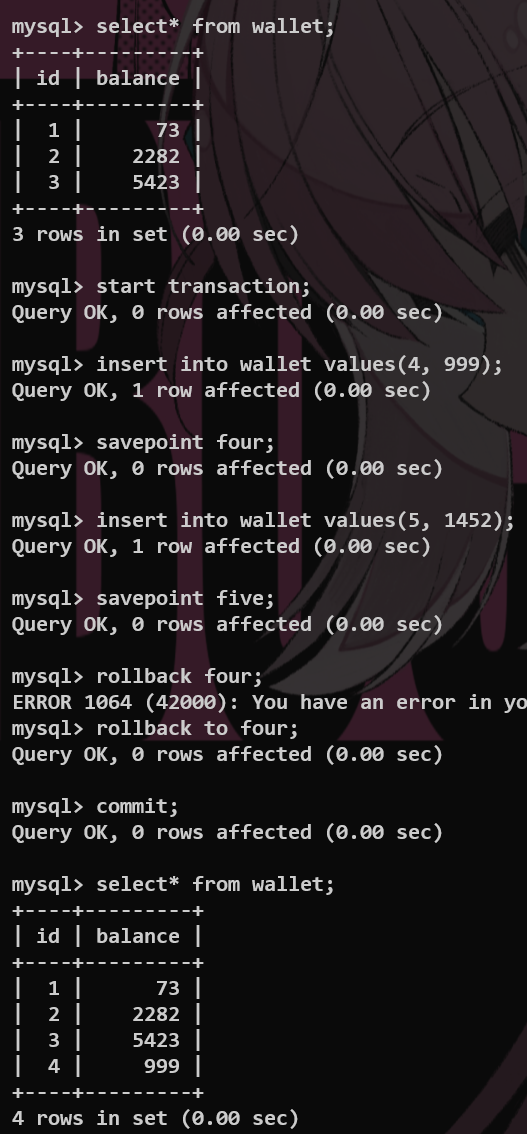 mysql> select* from wallet;
+----+---------+
| id | balance |
+----+---------+
|  1 |      73 |
|  2 |    2282 |
|  3 |    5423 |
+----+---------+
3 rows in set (0.00 sec)

mysql> start transaction;
Query OK, 0 rows affected (0.00 sec)

mysql> insert into wallet values(4, 999);
Query OK, 1 row affected (0.00 sec)

mysql> savepoint four;
Query OK, 0 rows affected (0.00 sec)

mysql> insert into wallet values(5, 1452);
Query OK, 1 row affected (0.00 sec)

mysql> savepoint five;
Query OK, 0 rows affected (0.00 sec)

mysql> rollback four;
ERROR 1064 (42000): You have an error in yo
mysql> rollback to four;
Query OK, 0 rows affected (0.00 sec)

mysql> commit;
Query OK, 0 rows affected (0.00 sec)

mysql> select* from wallet;
+----+---------+
| id | balance |
+----+---------+
|  1 |      73 |
|  2 |    2282 |
|  3 |    5423 |
|  4 |     999 |
+----+---------+
4 rows in set (0.00 sec)